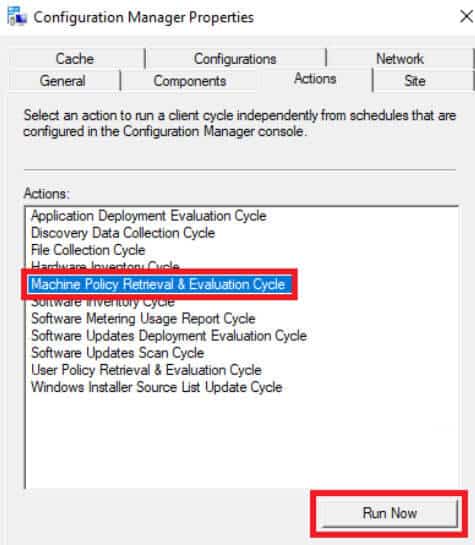 Configuration Manager Properties
Cache Configurations Network
General Components Actions Site
Select an action to run a client cycle independently from schedules that are
configured in the Configuration Manager console.
Actions:
Application Deployment Evaluation Cycle
Discovery Data Collection Cycle
File Collection Cycle
Hardware Inventory Cycle
Machine Policy Retrieval & Evaluation Cycle
Software Inventory Cycle
Software Metering Usage Report Cycle
Software Updates Deployment Evaluation Cycle
Software Updates Scan Cycle
User Policy Retrieval & Evaluation Cycle
Windows Installer Source List Update Cycle
Run Now